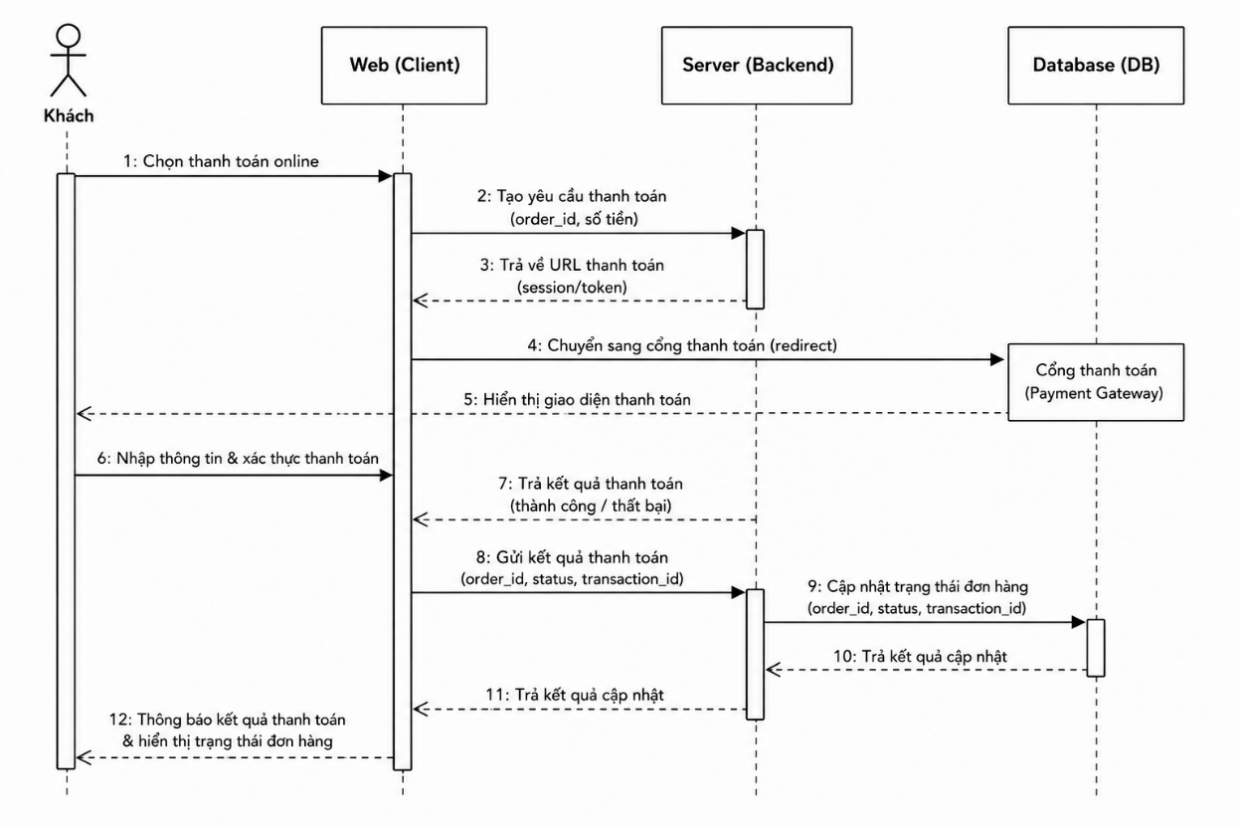 Khách
Web (Client)
Server (Backend)
Database (DB)
1: Chọn thanh toán online
2: Tạo yêu cầu thanh toán
(order_id, số tiền)
3: Trả về URL thanh toán
(session/token)
4: Chuyển sang cổng thanh toán (redirect)
Cổng thanh toán
(Payment Gateway)
5: Hiển thị giao diện thanh toán
6: Nhập thông tin & xác thực thanh toán
7: Trả kết quả thanh toán
(thành công / thất bại)
8: Gửi kết quả thanh toán
(order_id, status, transaction_id)
9: Cập nhật trạng thái đơn hàng
(order_id, status, transaction_id)
10: Trả kết quả cập nhật
11: Trả kết quả cập nhật
12: Thông báo kết quả thanh toán
& hiển thị trạng thái đơn hàng